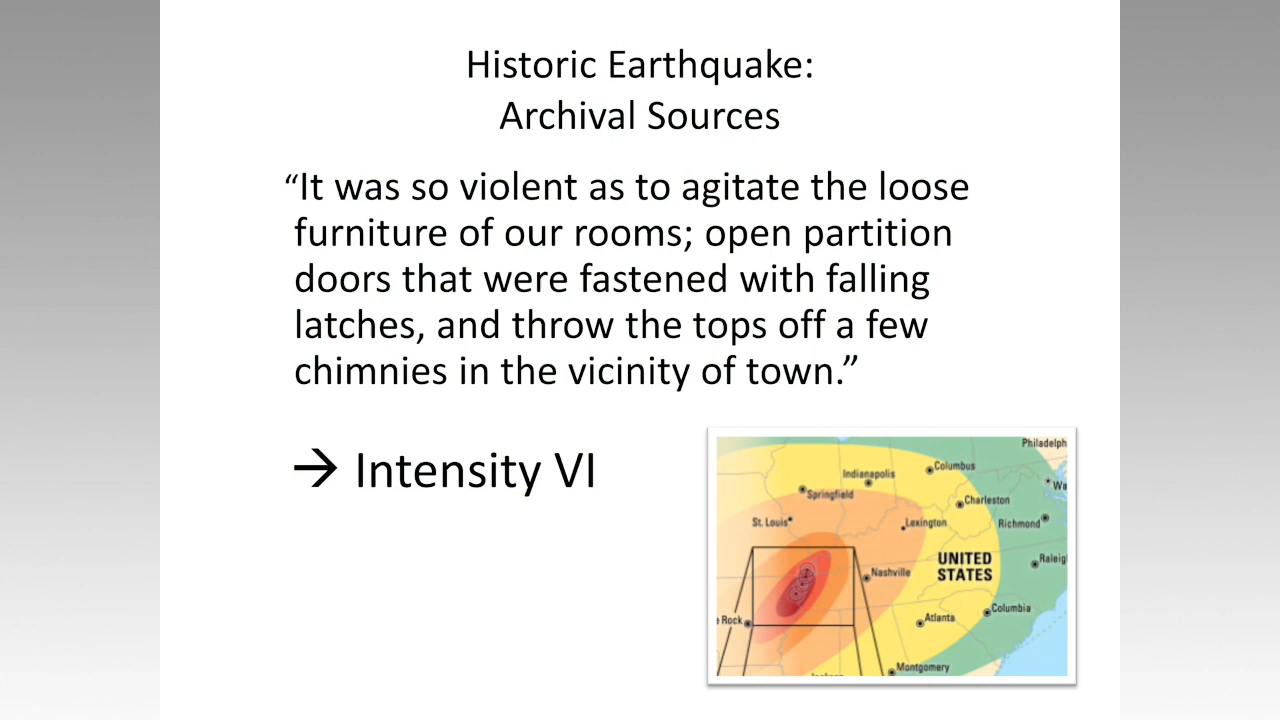 Historic Earthquake:
Archival Sources
“It was so violent as to agitate the loose
furniture of our rooms; open partition
doors that were fastened with falling
latches, and throw the tops off a few
chimnies in the vicinity of town.”
→ Intensity VI
Philadelph
Columbus
Indianapolis
Wa
Springfield
Charleston
St. Louis
Lexington
Richmond
UNITED
STATES
Raleig
Nashville
Columbia
e Rock
Atlanta
Montgomery